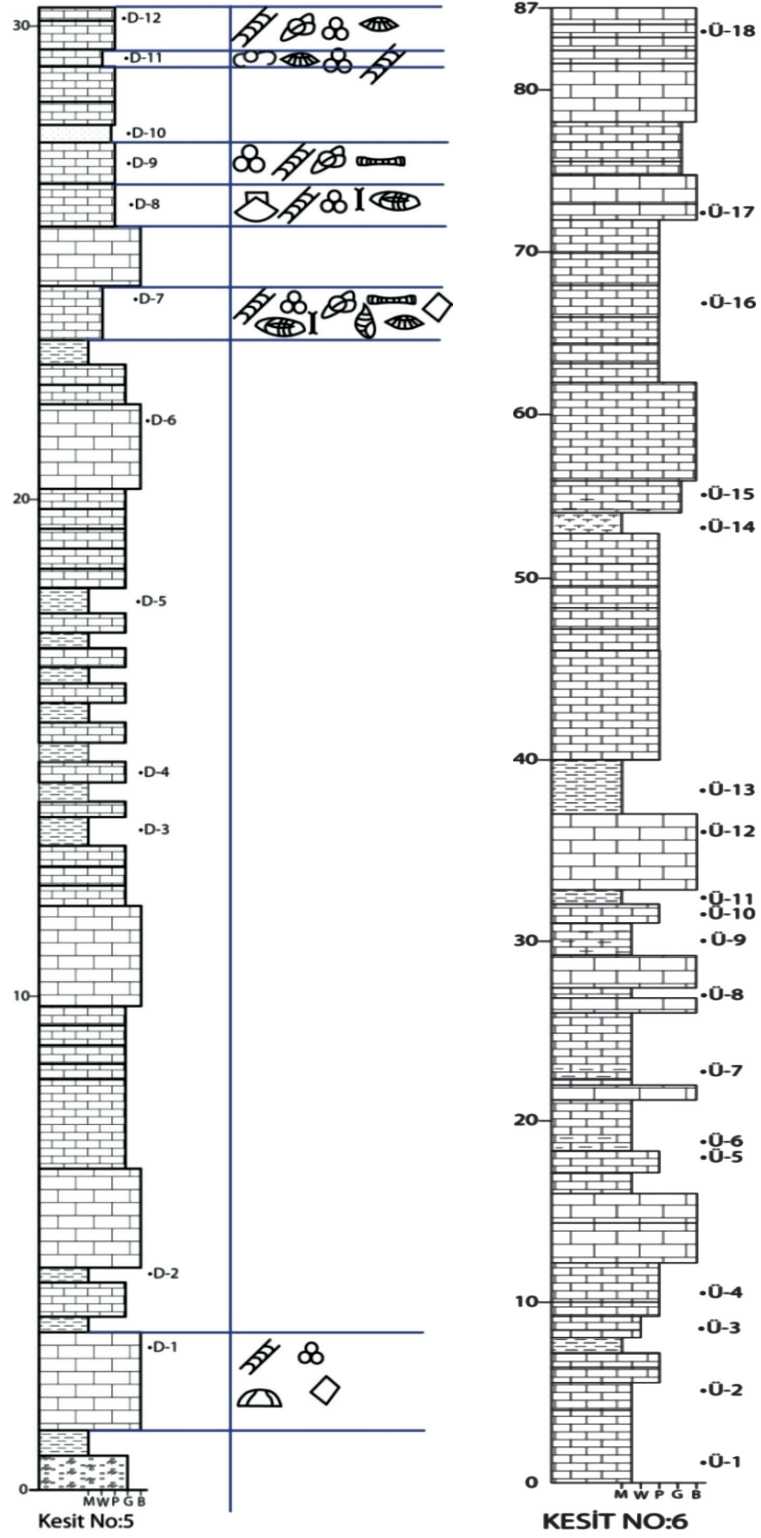 30
•D-12
•D-11
•D-10
•D-9
•D-8
•D-7
•D-6
20
•D-5
•D-4
•D-3
10
•D-2
•D-1
0
M W P G B
Kesit No:5
87
•Ü-18
80
•Ü-17
70
•Ü-16
60
•Ü-15
•Ü-14
50
40
•Ü-13
•Ü-12
•Ü-11
•Ü-10
30
•Ü-9
•Ü-8
•Ü-7
20
•Ü-6
•Ü-5
10
•Ü-4
•Ü-3
•Ü-2
•Ü-1
0
M W P G B
KESİT NO:6